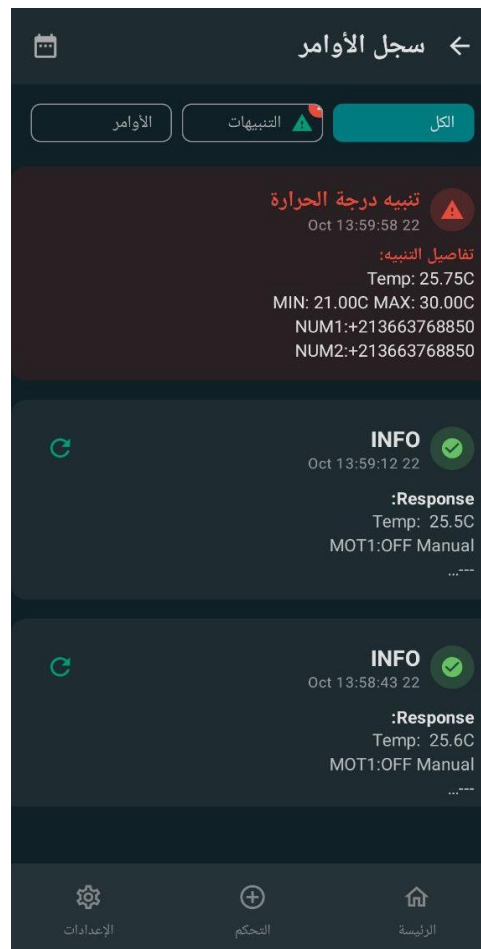 سجل الأوامر
الكل
التنبيهات
الأوامر
تنبيه درجة الحرارة
22 Oct 13:59:58
تفاصيل التنبيه:
Temp: 25.75C
MIN: 21.00C MAX: 30.00C
NUM1:+213663768850
NUM2:+213663768850
INFO
22 Oct 13:59:12
Response:
Temp: 25.5C
MOT1:OFF Manual
---...
INFO
22 Oct 13:58:43
Response:
Temp: 25.6C
MOT1:OFF Manual
---...
الرئيسة
التحكم
الإعدادات